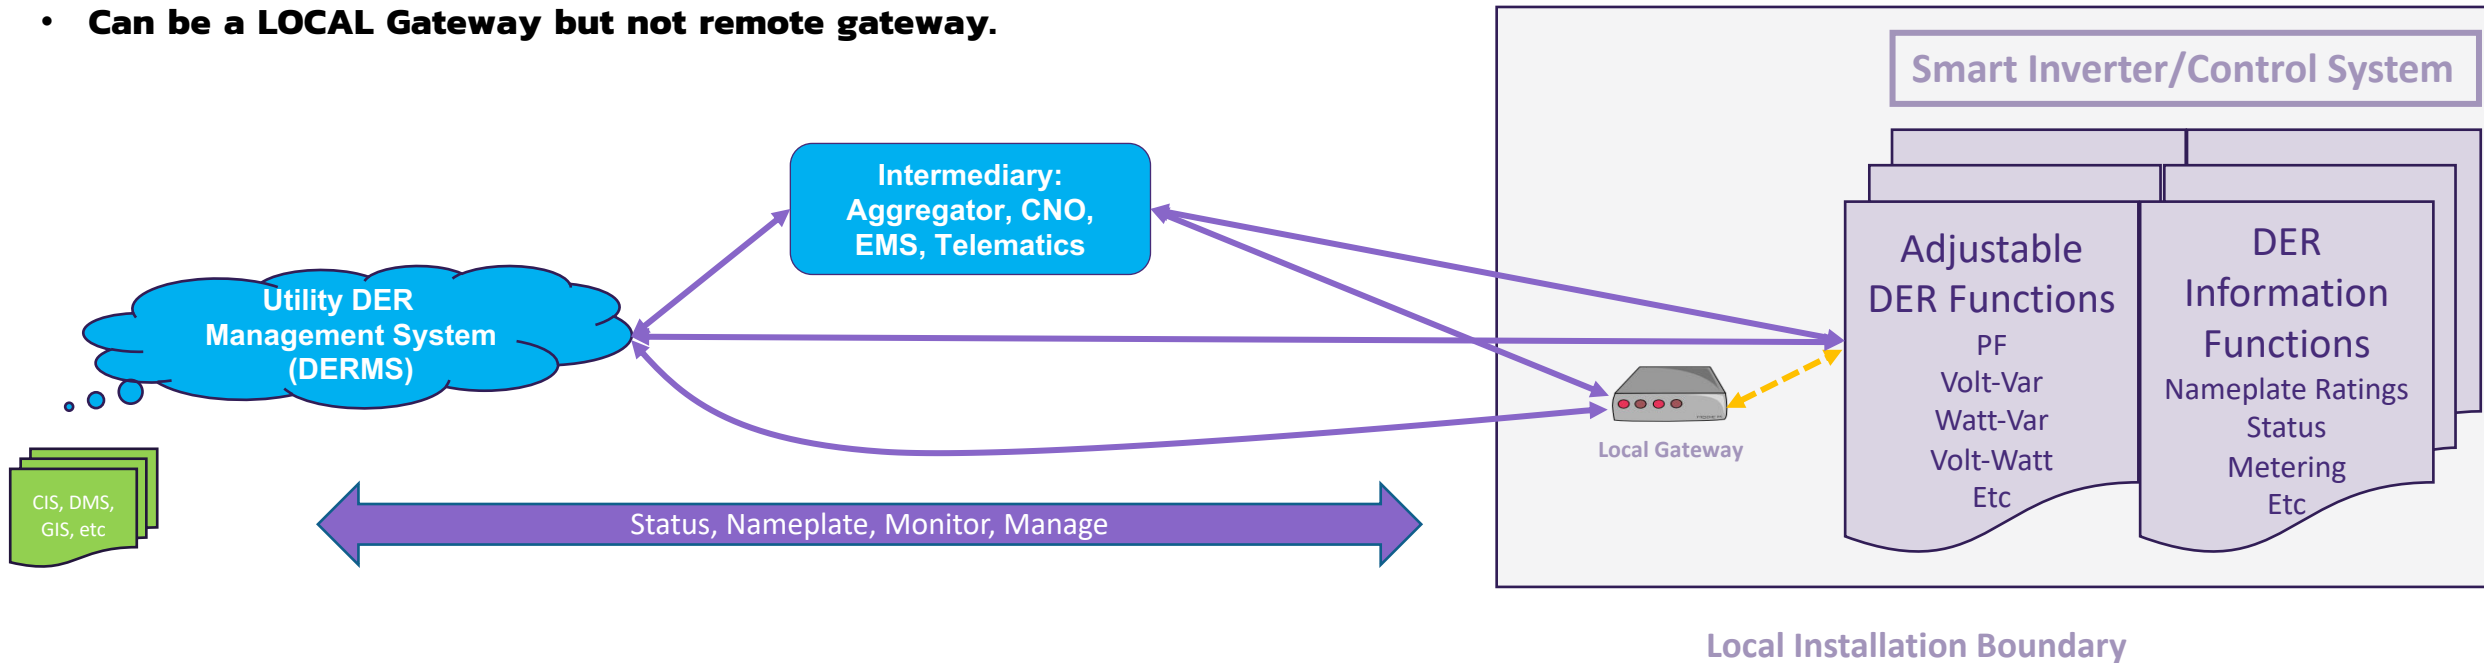 • Can be a LOCAL Gateway but not remote gateway.
Smart Inverter/Control System
Intermediary:
Aggregator, CNO,
EMS, Telematics
Utility DER
Management System
(DERMS)
Adjustable
DER Functions
PF
Volt-Var
Watt-Var
Volt-Watt
Etc
DER
Information
Functions
Nameplate Ratings
Status
Metering
Etc
Local Gateway
CIS, DMS,
GIS, etc
Status, Nameplate, Monitor, Manage
Local Installation Boundary